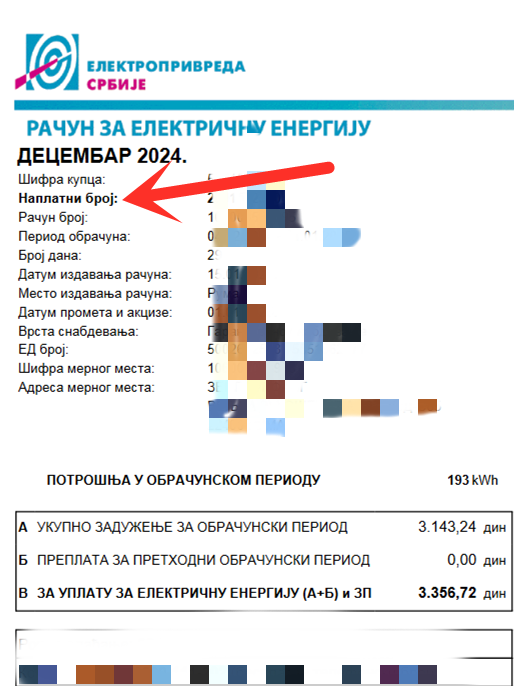 ЕЛЕКТРОПРИВРЕДА
СРБИЈЕ
РАЧУН ЗА ЕЛЕКТРИЧНУ ЕНЕРГИЈУ
ДЕЦЕМБАР 2024.
Шифра купца:
Наплатни број:
Рачун број:
Период обрачуна:
Број дана:
Датум издавања рачуна:
Место издавања рачуна:
Датум промета и акцизе:
Врста снабдевања:
ЕД број:
Шифра мерног места:
Адреса мерног места:
ПОТРОШЊА У ОБРАЧУНСКОМ ПЕРИОДУ 193 kWh
А УКУПНО ЗАДУЖЕЊЕ ЗА ОБРАЧУНСКИ ПЕРИОД 3.143,24 дин
Б ПРЕПЛАТА ЗА ПРЕТХОДНИ ОБРАЧУНСКИ ПЕРИОД 0,00 дин
В ЗА УПЛАТУ ЗА ЕЛЕКТРИЧНУ ЕНЕРГИЈУ (А+Б) и ЗП 3.356,72 дин